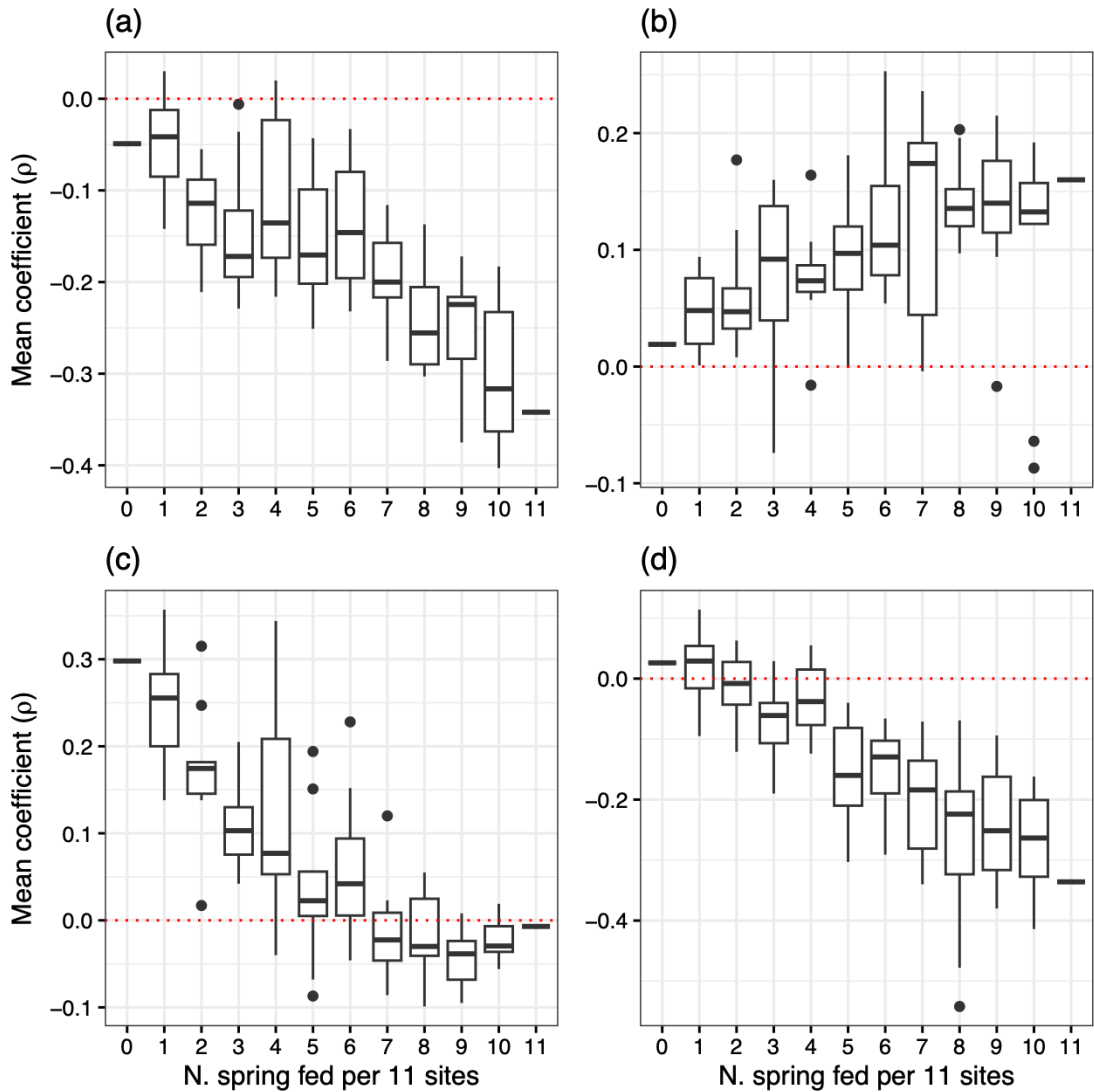 (a)
(b)
Mean coefficient (ρ)
0.0
−0.1
−0.2
−0.3
−0.4
0 1 2 3 4 5 6 7 8 9 10 11
0.2
0.1
0.0
−0.1
0 1 2 3 4 5 6 7 8 9 10 11
(c)
(d)
Mean coefficient (ρ)
0.3
0.2
0.1
0.0
−0.1
0 1 2 3 4 5 6 7 8 9 10 11
N. spring fed per 11 sites
0.0
−0.2
−0.4
0 1 2 3 4 5 6 7 8 9 10 11
N. spring fed per 11 sites